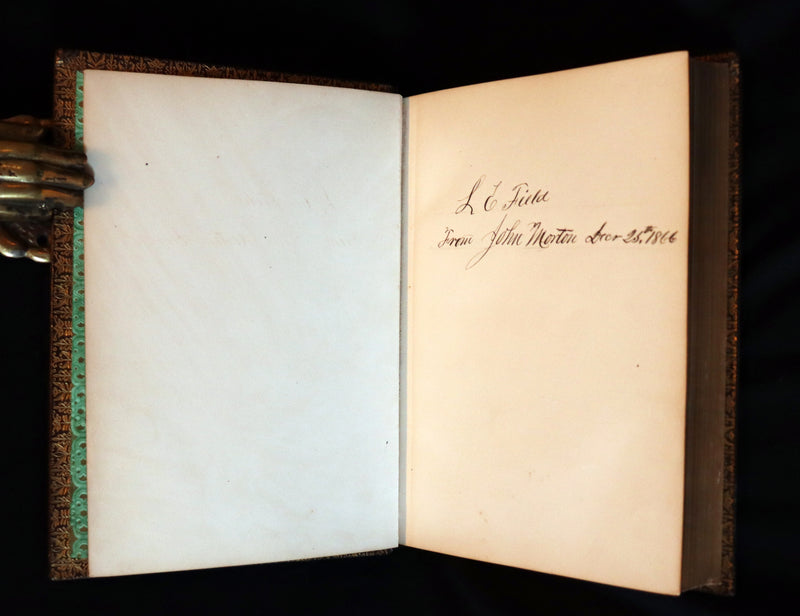 L E Field
From John Morton Decr 25th, 1866